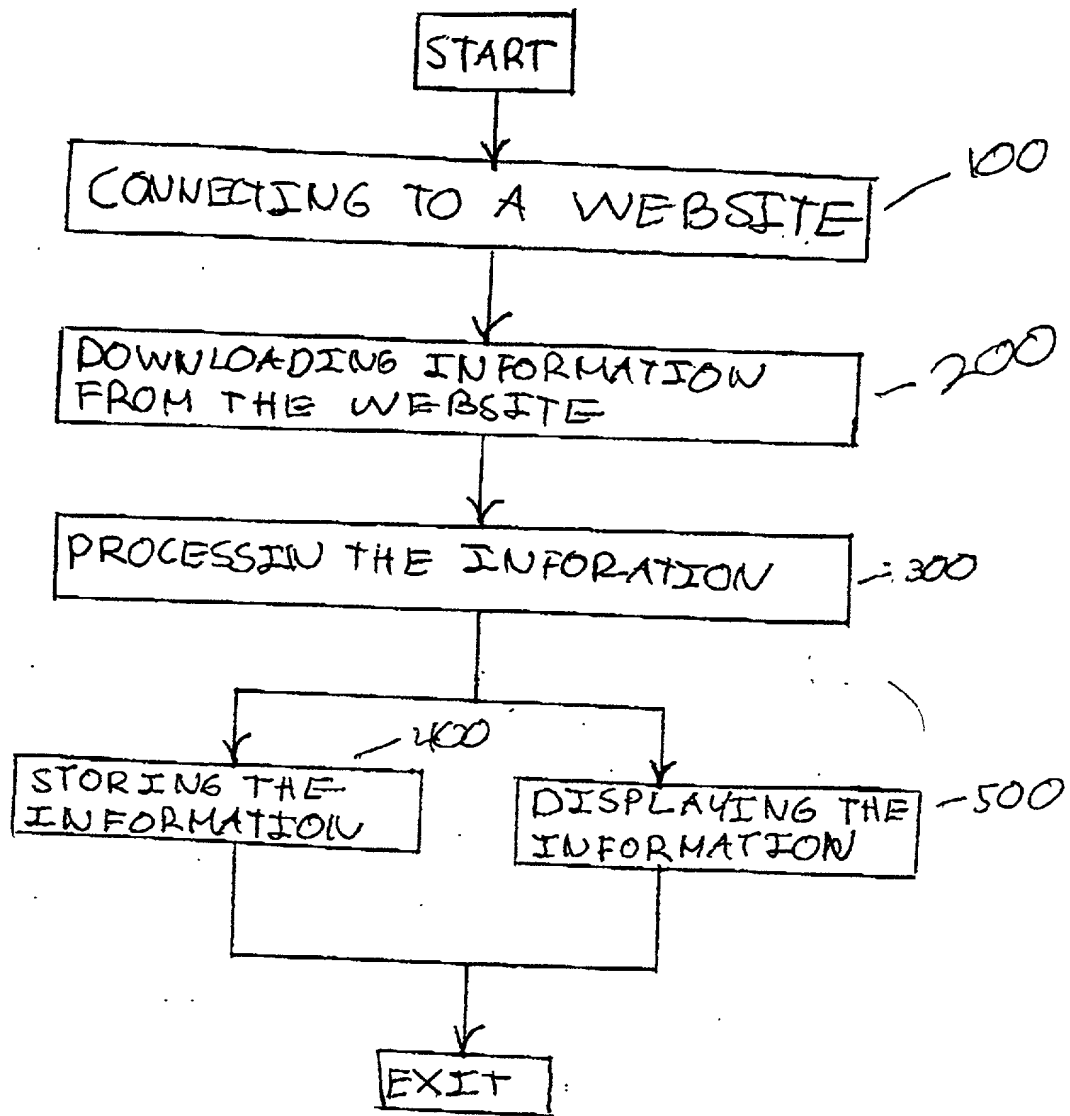 START
CONNECTING TO A WEBSITE
100
DOWNLOADING INFORMATION
FROM THE WEBSITE
200
PROCESSIN THE INFORATION
300
400
STORING THE
INFORMATION
DISPLAYING THE
INFORMATION
500
EXIT